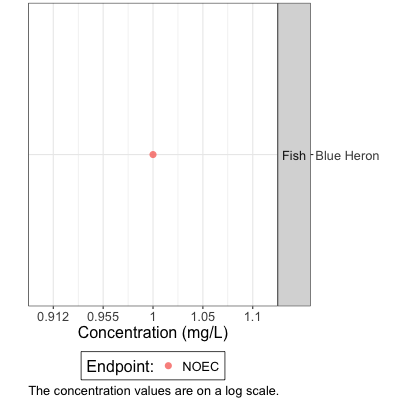 Fish
Blue Heron
0.912 0.955 1 1.05 1.1
Concentration (mg/L)
Endpoint: NOEC
The concentration values are on a log scale.